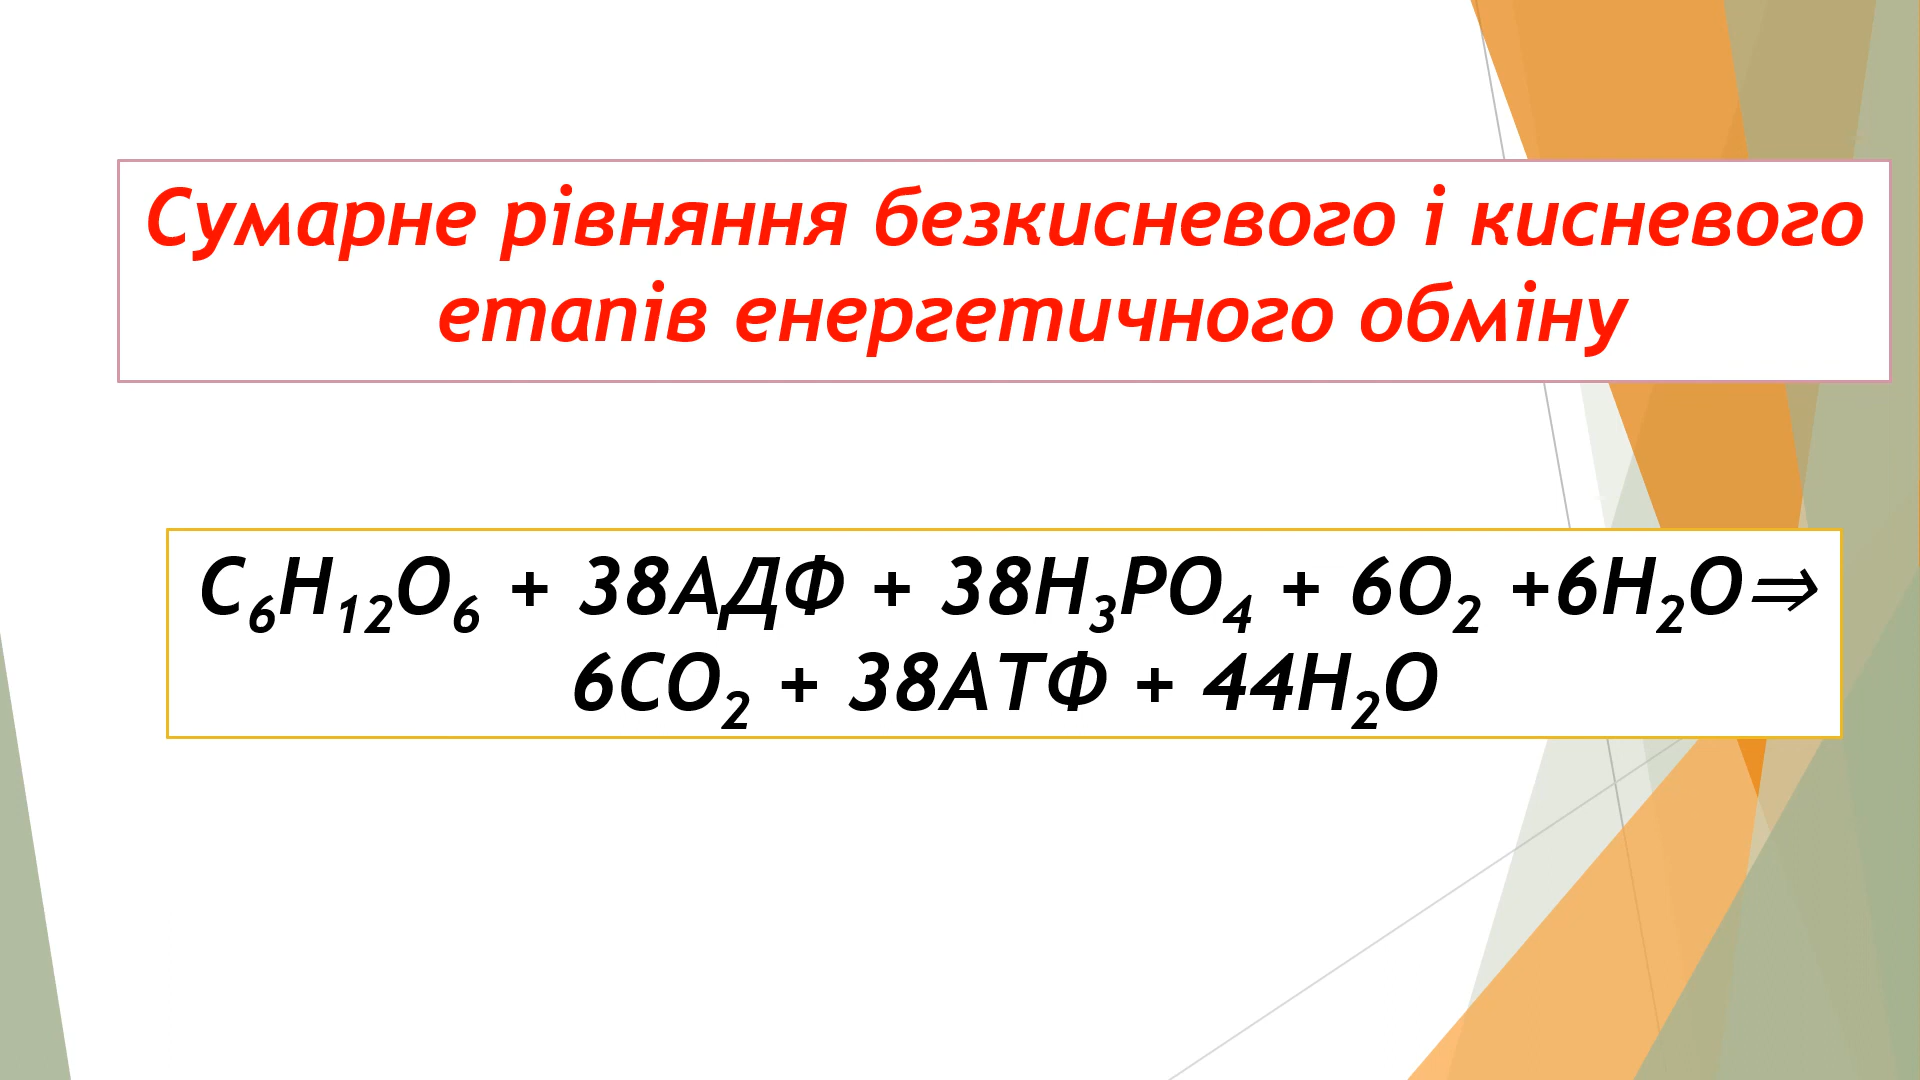 Сумарне рівняння безкисневого і кисневого
етапів енергетичного обміну
C₆H₁₂O₆ + 38АДФ + 38H₃PO₄ + 6O₂ +6H₂O⇒
6CO₂ + 38АТФ + 44H₂O